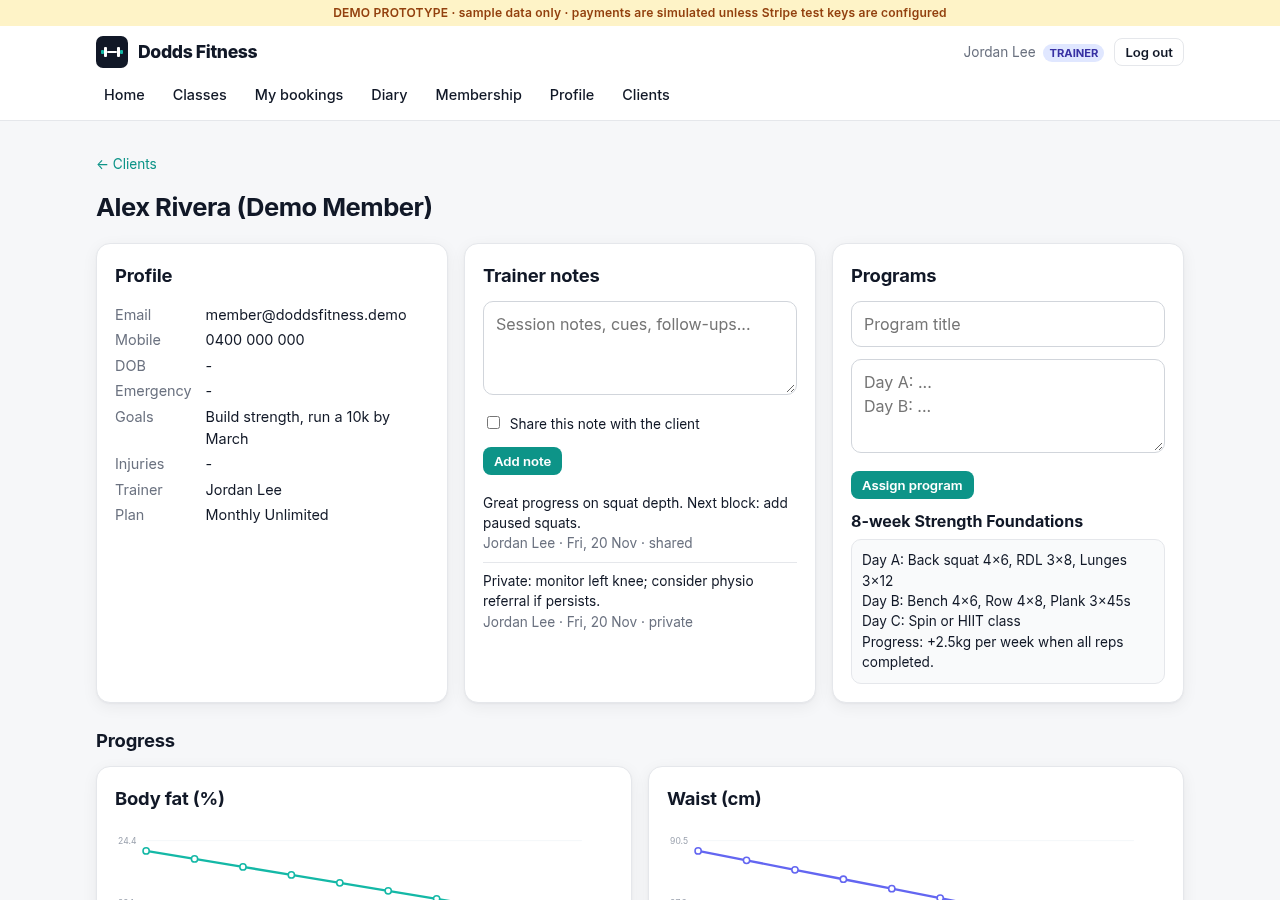 DEMO PROTOTYPE · sample data only · payments are simulated unless Stripe test keys are configured
Dodds Fitness
Jordan Lee TRAINER Log out
Home Classes My bookings Diary Membership Profile Clients
← Clients
Alex Rivera (Demo Member)
Profile
Email member@doddsfitness.demo
Mobile 0400 000 000
DOB -
Emergency -
Goals Build strength, run a 10k by
March
Injuries -
Trainer Jordan Lee
Plan Monthly Unlimited
Trainer notes
Session notes, cues, follow-ups...
Share this note with the client
Add note
Great progress on squat depth. Next block: add
paused squats.
Jordan Lee · Fri, 20 Nov · shared
Private: monitor left knee; consider physio
referral if persists.
Jordan Lee · Fri, 20 Nov · private
Programs
Program title
Day A: ...
Day B: ...
Assign program
8-week Strength Foundations
Day A: Back squat 4×6, RDL 3×8, Lunges
3×12
Day B: Bench 4×6, Row 4×8, Plank 3×45s
Day C: Spin or HIIT class
Progress: +2.5kg per week when all reps
completed.
Progress
Body fat (%)
24.4
Waist (cm)
90.5